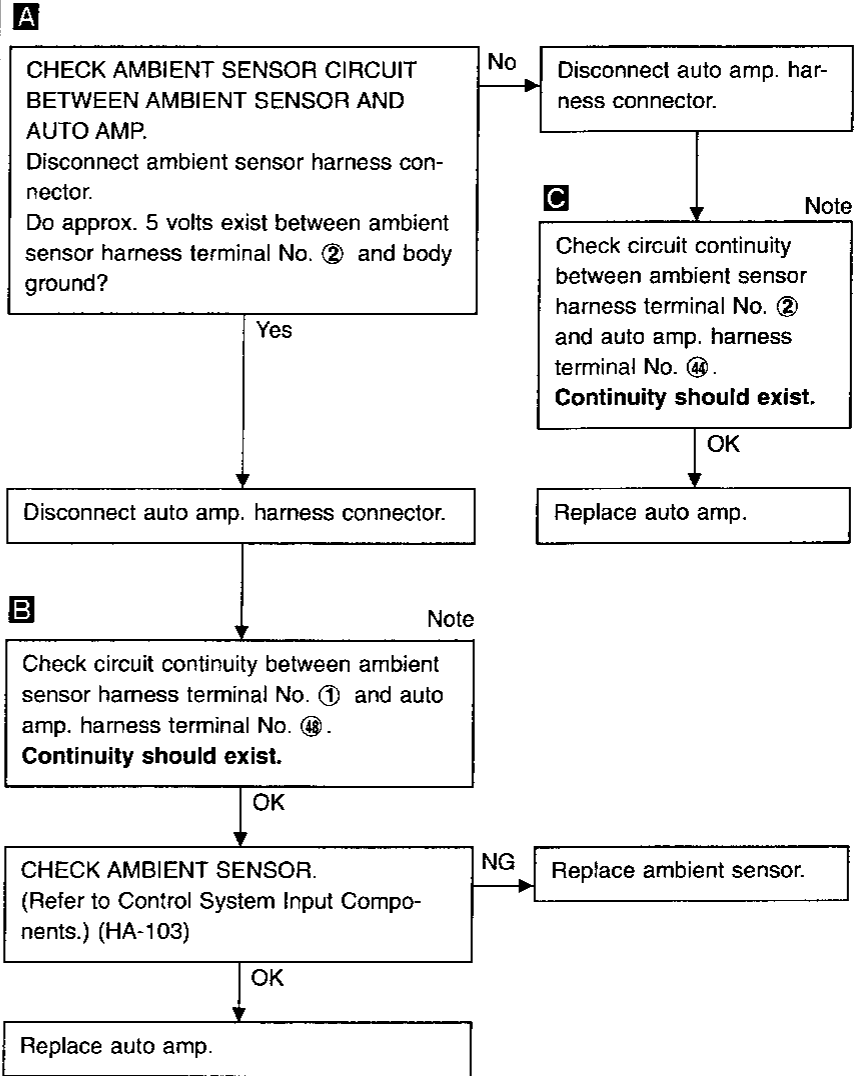 A
CHECK AMBIENT SENSOR CIRCUIT
BETWEEN AMBIENT SENSOR AND
AUTO AMP.
Disconnect ambient sensor harness con-
nector.
Do approx. 5 volts exist between ambient
sensor harness terminal No. ② and body
ground?
No
Disconnect auto amp. har-
ness connector.
Yes
C
Note
Check circuit continuity
between ambient sensor
harness terminal No. ②
and auto amp. harness
terminal No. ㊹.
Continuity should exist.
OK
Replace auto amp.
Disconnect auto amp. harness connector.
B
Note
Check circuit continuity between ambient
sensor harness terminal No. ① and auto
amp. harness terminal No. ㊽.
Continuity should exist.
OK
CHECK AMBIENT SENSOR.
(Refer to Control System Input Compo-
nents.) (HA-103)
NG
Replace ambient sensor.
OK
Replace auto amp.